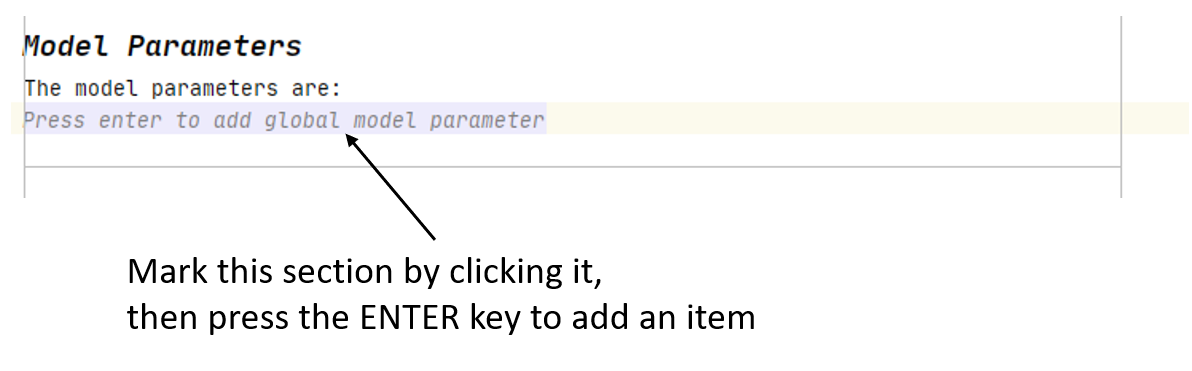 Model Parameters
The model parameters are:
Press enter to add global model parameter
Mark this section by clicking it,
then press the ENTER key to add an item